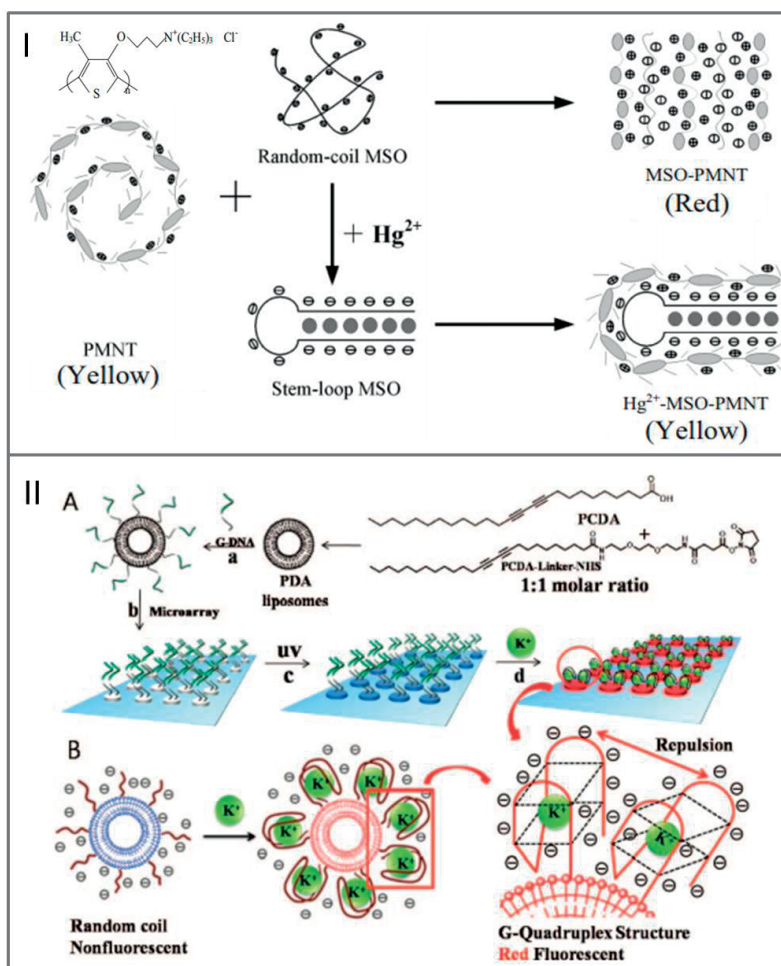 I
H₃C
O
N⁺(C₂H₅)₃ Cl⁻
S
n
Random-coil MSO
MSO-PMNT
(Red)
+
+ Hg²⁺
PMNT
(Yellow)
Stem-loop MSO
Hg²⁺-MSO-PMNT
(Yellow)
II
A
G-DNA
a
PDA
liposomes
O
OH
PCDA
+
O
N
H
O
O
H
N
O
O
O
N
O
O
PCDA-Linker-NHS
1:1 molar ratio
b
Microarray
uv
c
K⁺
d
B
K⁺
K⁺
K⁺
K⁺
K⁺
K⁺
K⁺
K⁺
Repulsion
K⁺
K⁺
Random coil
Nonfluorescent
G-Quadruplex Structure
Red Fluorescent